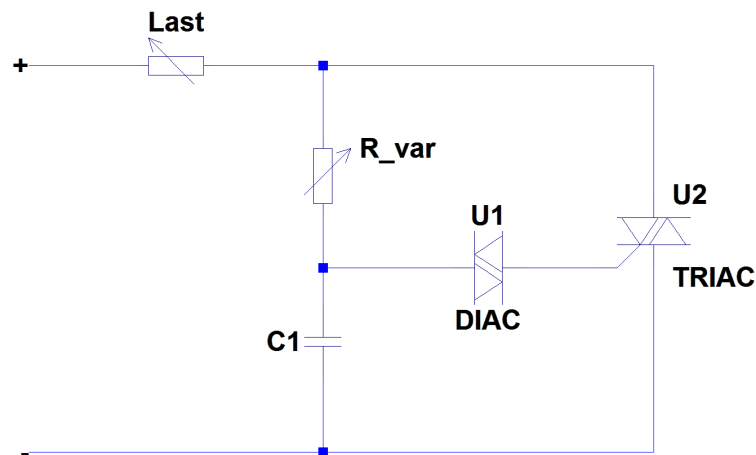 Last
+
R_var
U1
U2
TRIAC
DIAC
C1
-